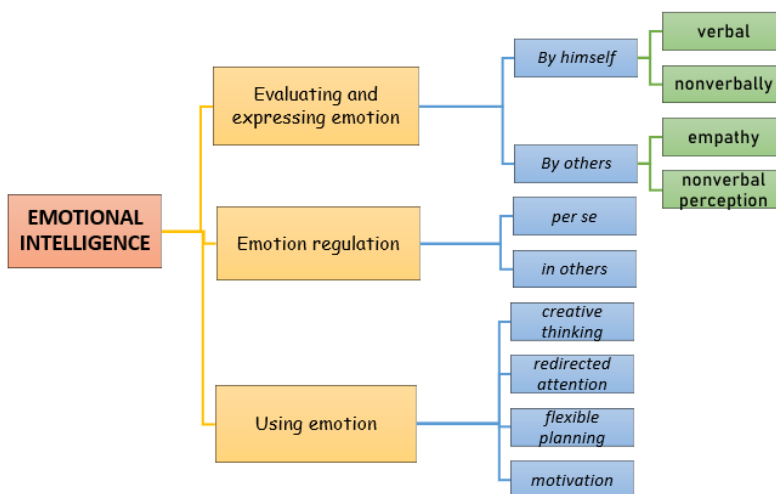 EMOTIONAL
INTELLIGENCE
Evaluating and
expressing emotion
By himself
verbal
nonverbally
By others
empathy
nonverbal
perception
Emotion regulation
per se
in others
Using emotion
creative
thinking
redirected
attention
flexible
planning
motivation